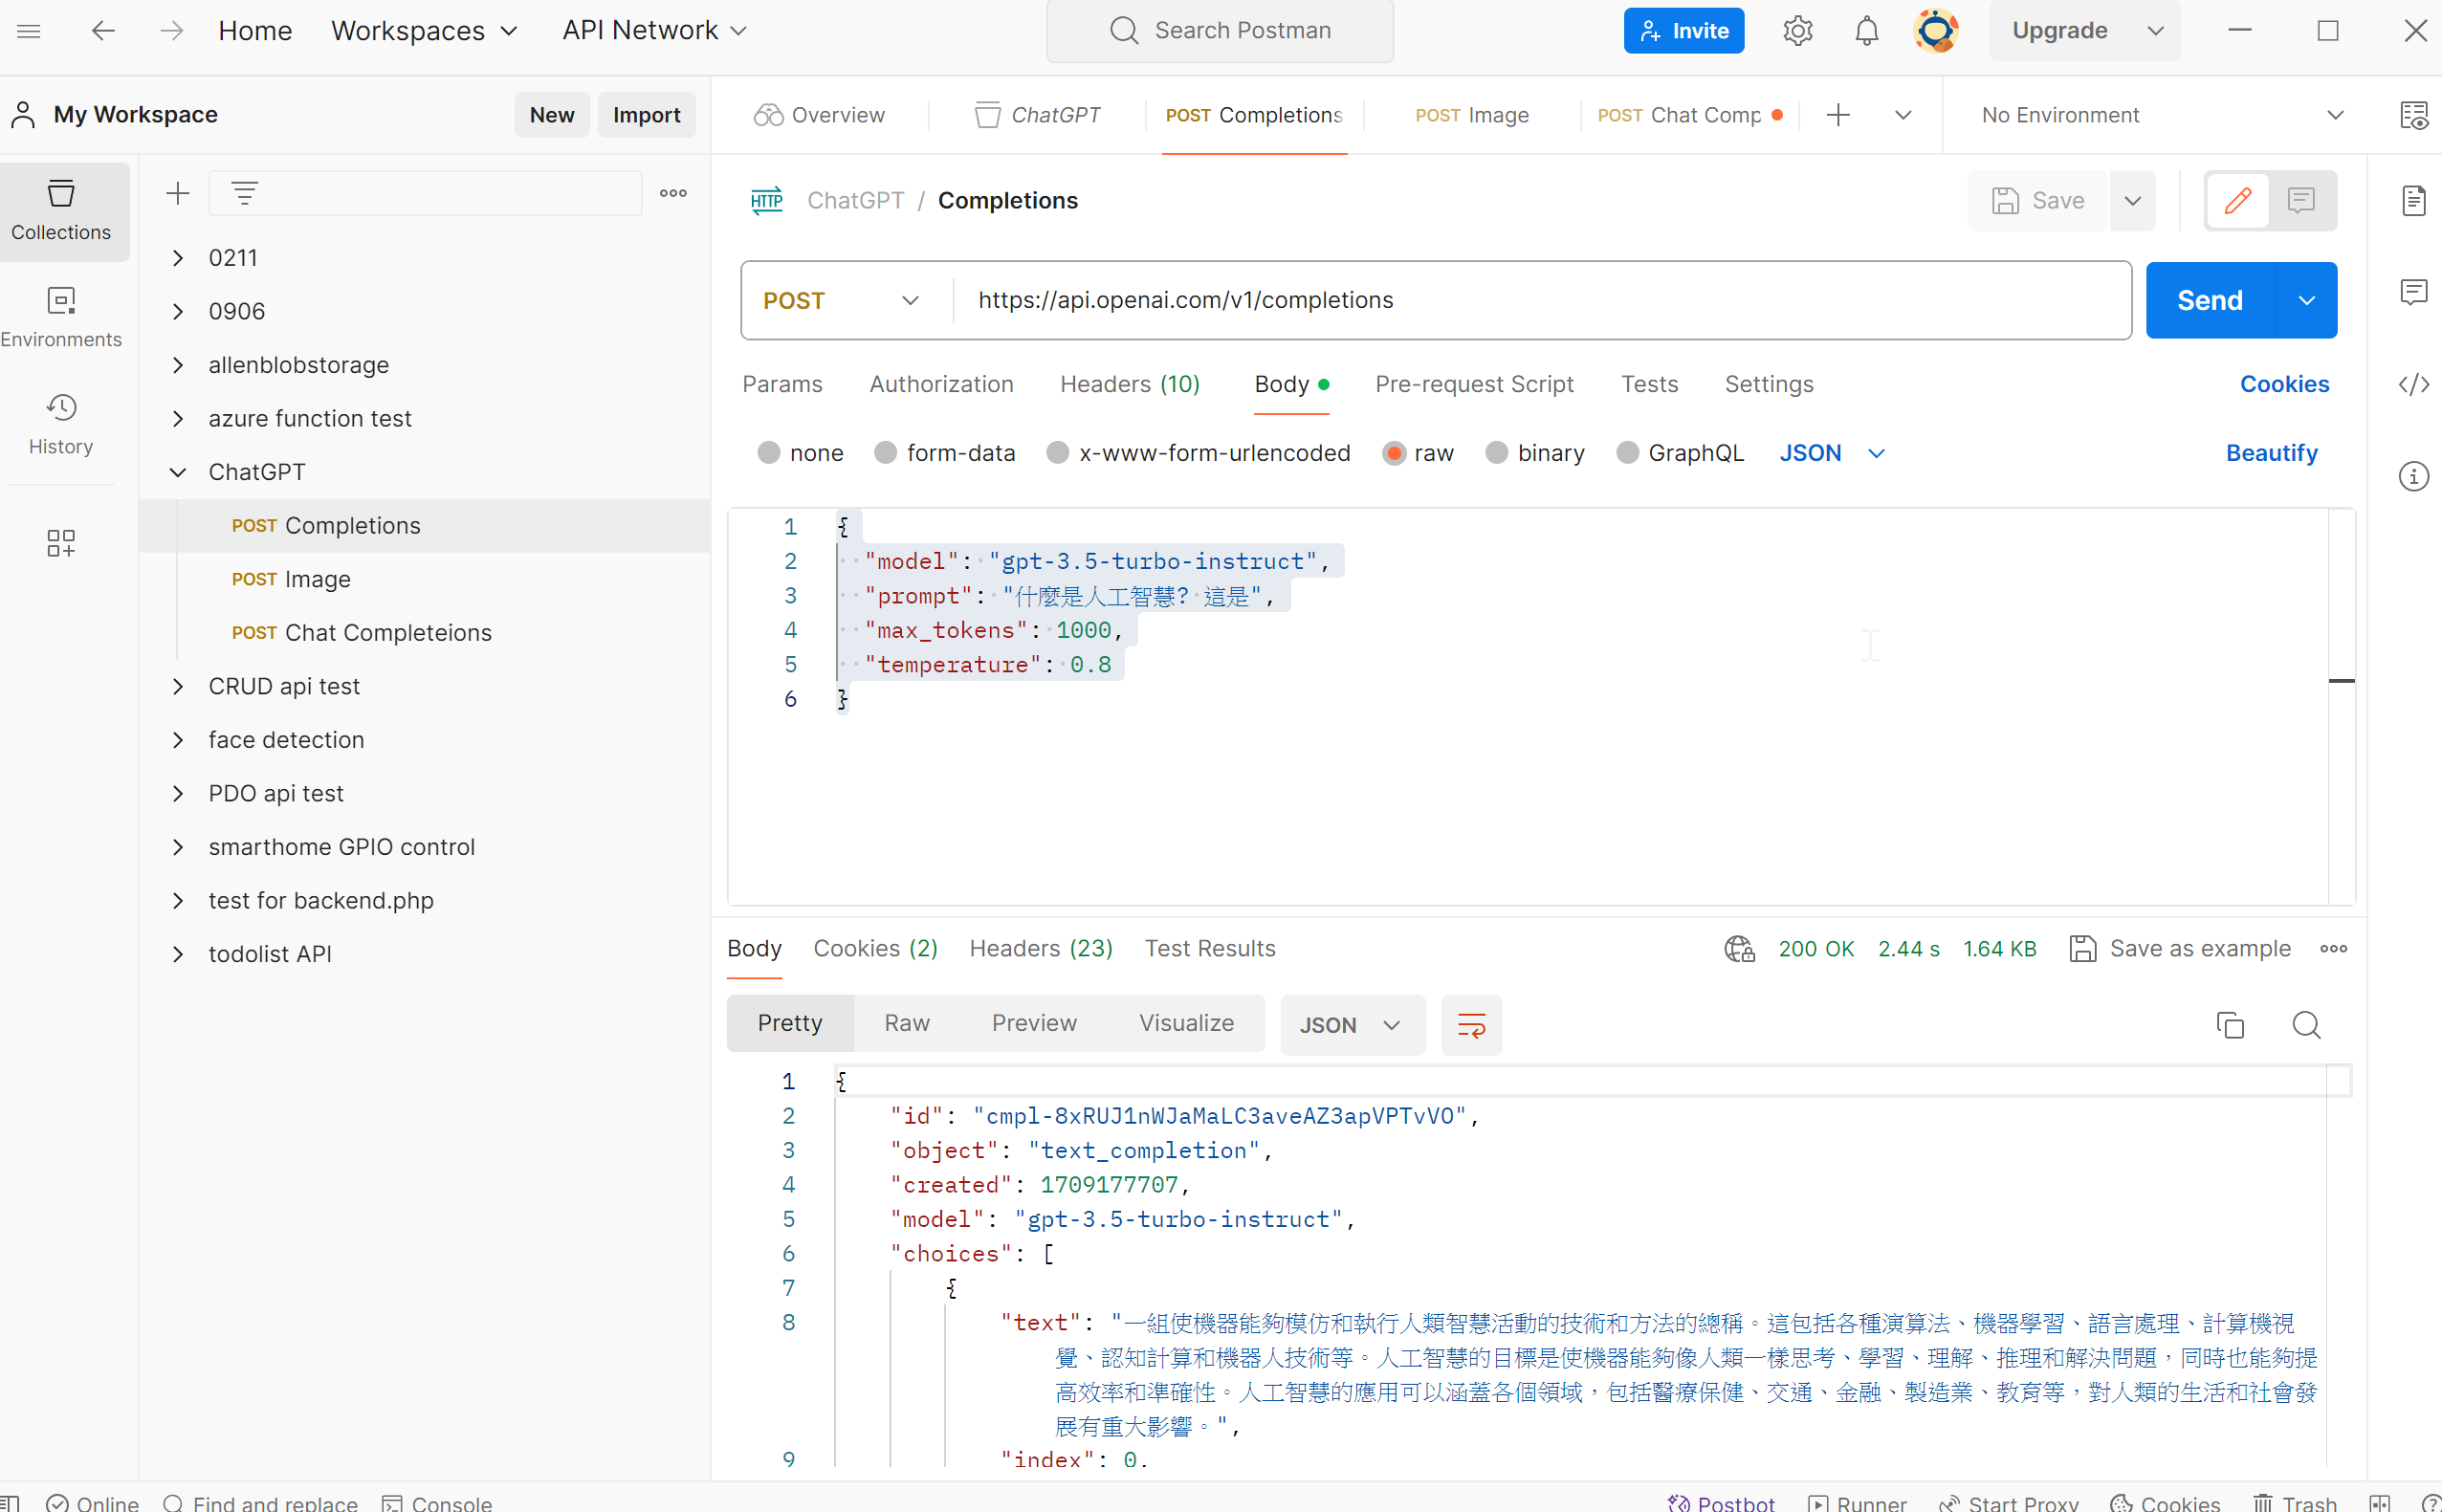 Home Workspaces API Network Search Postman Invite Upgrade
My Workspace New Import Overview ChatGPT POST Completions POST Image POST Chat Comp No Environment
Collections
Environments
History
0211
0906
allenblobstorage
azure function test
ChatGPT
POST Completions
POST Image
POST Chat Completeions
CRUD api test
face detection
PDO api test
smarthome GPIO control
test for backend.php
todolist API
HTTP ChatGPT / Completions Save
POST https://api.openai.com/v1/completions Send
Params Authorization Headers (10) Body Pre-request Script Tests Settings Cookies
none form-data x-www-form-urlencoded raw binary GraphQL JSON Beautify
1 {
2 "model": "gpt-3.5-turbo-instruct",
3 "prompt": "什麼是人工智慧? 這是",
4 "max_tokens": 1000,
5 "temperature": 0.8
6 }
Body Cookies (2) Headers (23) Test Results 200 OK 2.44 s 1.64 KB Save as example
Pretty Raw Preview Visualize JSON
1 {
2 "id": "cmpl-8xRUJ1nWJaMaLC3aveAZ3apVPTvVO",
3 "object": "text_completion",
4 "created": 1709177707,
5 "model": "gpt-3.5-turbo-instruct",
6 "choices": [
7 {
8 "text": "一組使機器能夠模仿和執行人類智慧活動的技術和方法的總稱。這包括各種演算法、機器學習、語言處理、計算機視
覺、認知計算和機器人技術等。人工智慧的目標是使機器能夠像人類一樣思考、學習、理解、推理和解決問題，同時也能夠提
高效率和準確性。人工智慧的應用可以涵蓋各個領域，包括醫療保健、交通、金融、製造業、教育等，對人類的生活和社會發
展有重大影響。",
9 "index": 0,
Online Find and replace Console Postbot Runner Start Proxy Cookies Trash